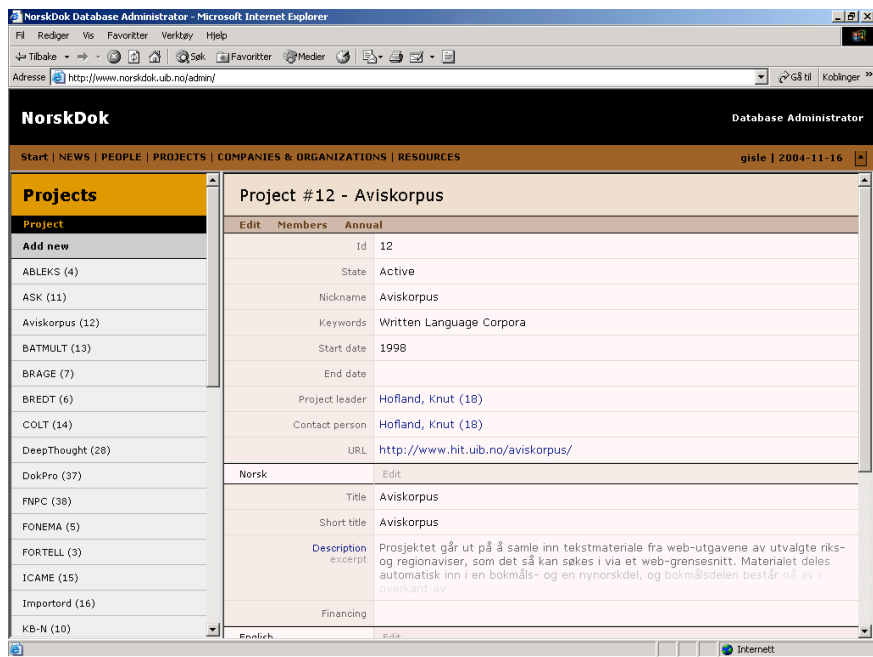 NorskDok Database Administrator - Microsoft Internet Explorer
Fil Rediger Vis Favoritter Verktøy Hjelp
Tilbake Søk Favoritter Medier
Adresse http://www.norskdok.uib.no/admin/ Gå til Koblinger »
NorskDok Database Administrator
Start | NEWS | PEOPLE | PROJECTS | COMPANIES & ORGANIZATIONS | RESOURCES gisle | 2004-11-16
Projects
Project
Add new
ABLEKS (4)
ASK (11)
Aviskorpus (12)
BATMULT (13)
BRAGE (7)
BREDT (6)
COLT (14)
DeepThought (28)
DokPro (37)
FNPC (38)
FONEMA (5)
FORTELL (3)
ICAME (15)
Importord (16)
KB-N (10)
Project #12 - Aviskorpus
Edit Members Annual
Id 12
State Active
Nickname Aviskorpus
Keywords Written Language Corpora
Start date 1998
End date
Project leader Hofland, Knut (18)
Contact person Hofland, Knut (18)
URL http://www.hit.uib.no/aviskorpus/
Norsk Edit
Title Aviskorpus
Short title Aviskorpus
Description Prosjektet går ut på å samle inn tekstmateriale fra web-utgavene av utvalgte riks-
excerpt og regionaviser, som det så kan søkes i via et web-grensesnitt. Materialet deles
automatisk inn i en bokmåls- og en nynorskdel, og bokmålsdelen består nå av i
overkant av
Financing
English Edit
Internett